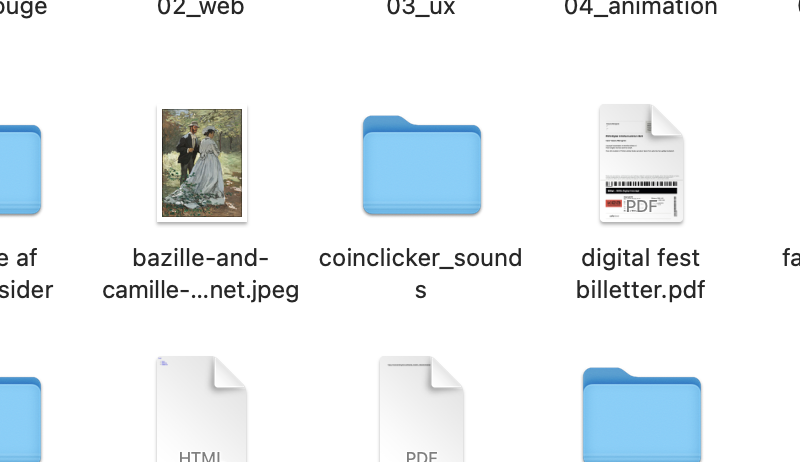 ouge 02_web 03_ux 04_animation
e af bazille-and- coinclicker_sound digital fest fa
sider camille-...net.jpeg s billetter.pdf
PDF
HTML PDF